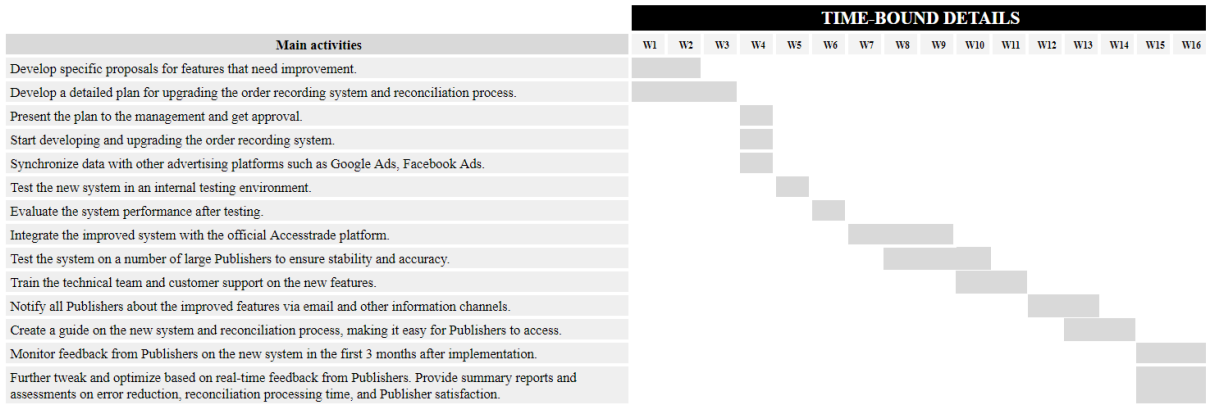 TIME-BOUND DETAILS
Main activities W1 W2 W3 W4 W5 W6 W7 W8 W9 W10 W11 W12 W13 W14 W15 W16
Develop specific proposals for features that need improvement.
Develop a detailed plan for upgrading the order recording system and reconciliation process.
Present the plan to the management and get approval.
Start developing and upgrading the order recording system.
Synchronize data with other advertising platforms such as Google Ads, Facebook Ads.
Test the new system in an internal testing environment.
Evaluate the system performance after testing.
Integrate the improved system with the official Accesstrade platform.
Test the system on a number of large Publishers to ensure stability and accuracy.
Train the technical team and customer support on the new features.
Notify all Publishers about the improved features via email and other information channels.
Create a guide on the new system and reconciliation process, making it easy for Publishers to access.
Monitor feedback from Publishers on the new system in the first 3 months after implementation.
Further tweak and optimize based on real-time feedback from Publishers. Provide summary reports and
assessments on error reduction, reconciliation processing time, and Publisher satisfaction.